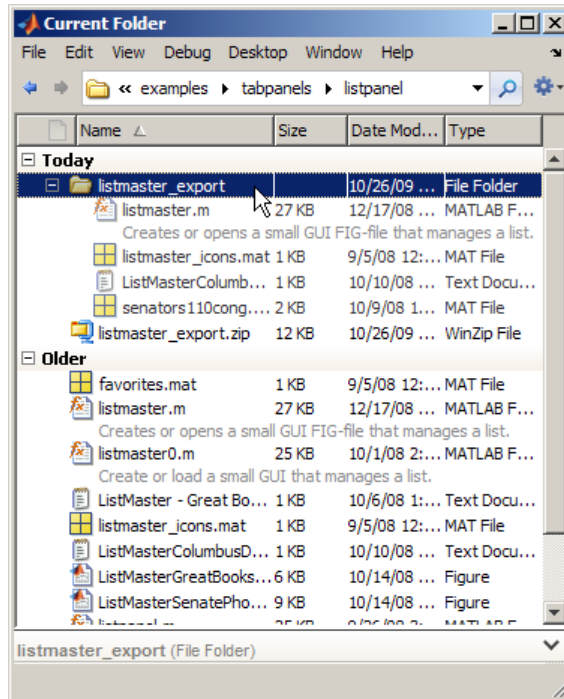 Current Folder
File Edit View Debug Desktop Window Help
« examples ▸ tabpanels ▸ listpanel
Name Size Date Mod... Type
Today
listmaster_export 10/26/09 ... File Folder
listmaster.m 27 KB 12/17/08 ... MATLAB F...
Creates or opens a small GUI FIG-file that manages a list.
listmaster_icons.mat 1 KB 9/5/08 12:... MAT File
ListMasterColumb... 1 KB 10/10/08 ... Text Docu...
senators110cong.... 2 KB 10/9/08 1... MAT File
listmaster_export.zip 12 KB 10/26/09 ... WinZip File
Older
favorites.mat 1 KB 9/5/08 12:... MAT File
listmaster.m 27 KB 12/17/08 ... MATLAB F...
Creates or opens a small GUI FIG-file that manages a list.
listmaster0.m 25 KB 10/1/08 2:... MATLAB F...
Create or load a small GUI that manages a list.
ListMaster - Great Bo... 1 KB 10/6/08 1:... Text Docu...
listmaster_icons.mat 1 KB 9/5/08 12:... MAT File
ListMasterColumbusD... 1 KB 10/10/08 ... Text Docu...
ListMasterGreatBooks... 6 KB 10/14/08 ... Figure
ListMasterSenatePho... 9 KB 10/14/08 ... Figure
listmaster_export (File Folder)